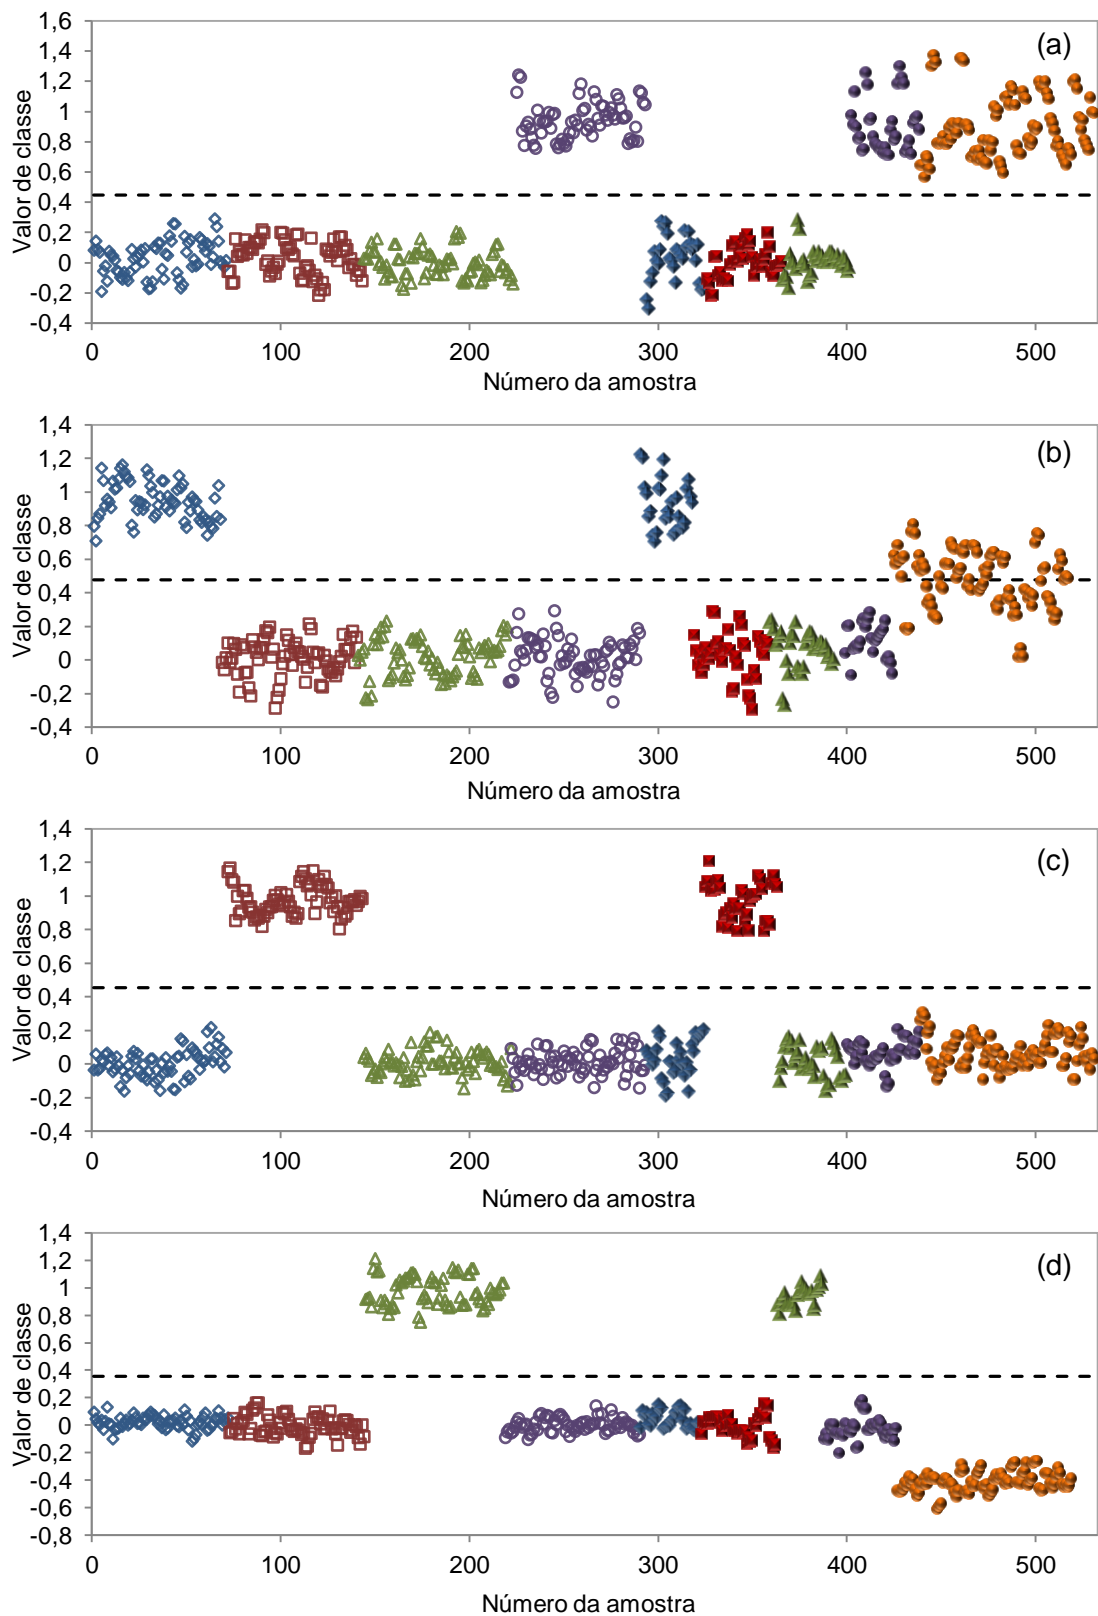 (a)
Valor de classe
1,6
1,4
1,2
1
0,8
0,6
0,4
0,2
0
-0,2
-0,4
0 100 200 300 400 500
Número da amostra
(b)
Valor de classe
1,4
1,2
1
0,8
0,6
0,4
0,2
0
-0,2
-0,4
0 100 200 300 400 500
Número da amostra
(c)
Valor de classe
1,4
1,2
1
0,8
0,6
0,4
0,2
0
-0,2
-0,4
0 100 200 300 400 500
Número da amostra
(d)
Valor de classe
1,4
1,2
1
0,8
0,6
0,4
0,2
0
-0,2
-0,4
-0,6
-0,8
0 100 200 300 400 500
Número da amostra